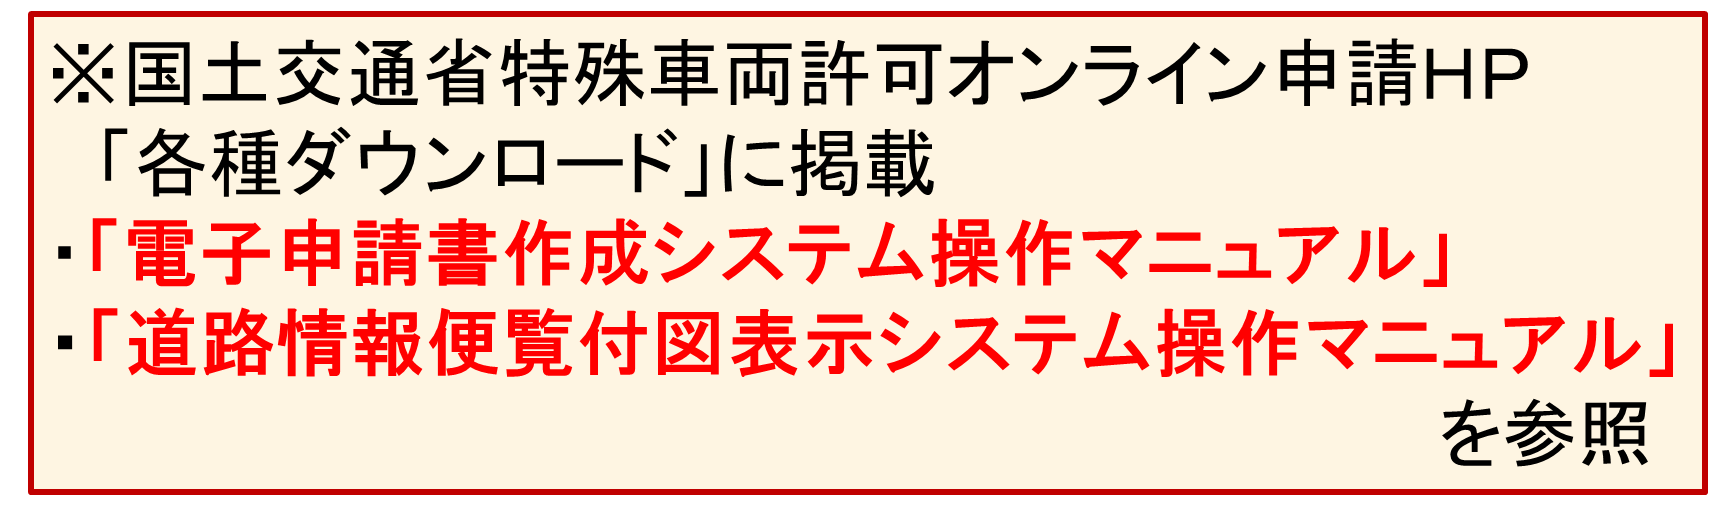 ※国土交通省特殊車両許可オンライン申請HP
「各種ダウンロード」に掲載
・「電子申請書作成システム操作マニュアル」
・「道路情報便覧付図表示システム操作マニュアル」
を参照